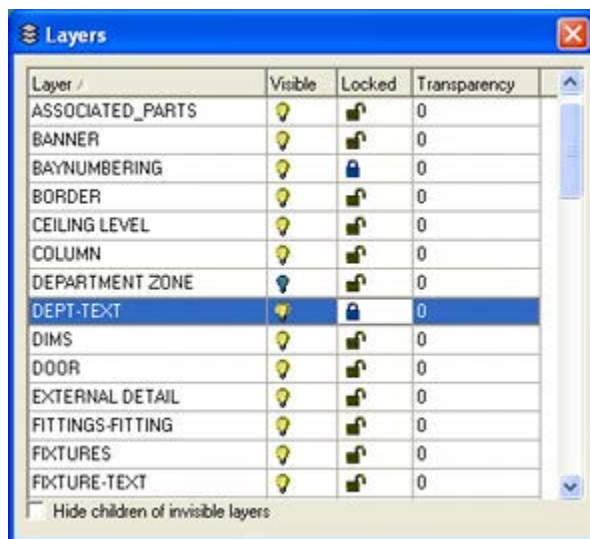 Layers
Layer / Visible Locked Transparency
ASSOCIATED_PARTS 0
BANNER 0
BAYNUMBERING 0
BORDER 0
CEILING LEVEL 0
COLUMN 0
DEPARTMENT ZONE 0
DEPT-TEXT 0
DIMS 0
DOOR 0
EXTERNAL DETAIL 0
FITTINGS-FITTING 0
FIXTURES 0
FIXTURE-TEXT 0
Hide children of invisible layers